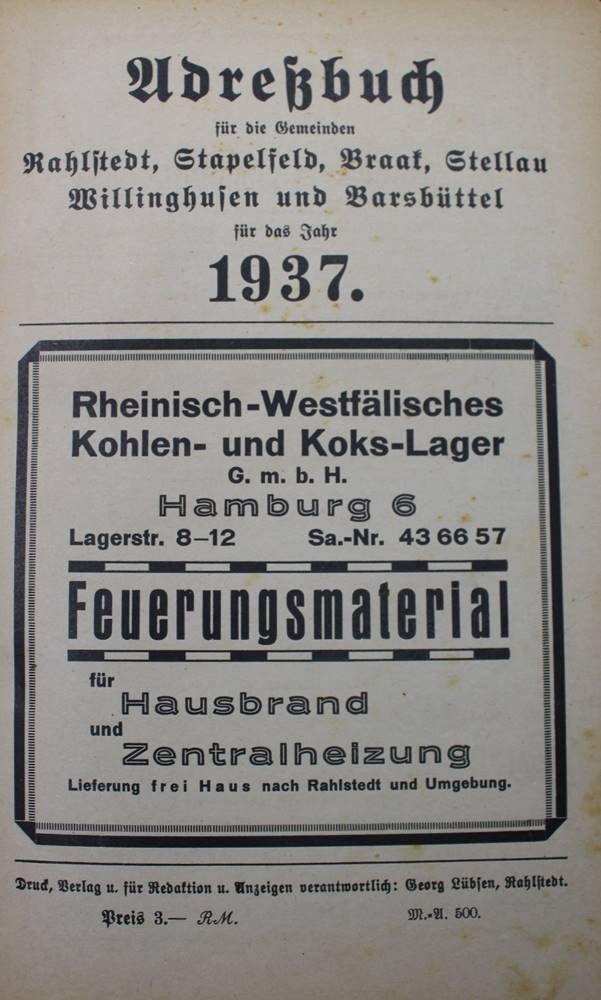 Adreßbuch
für die Gemeinden
Rahlstedt, Stapelfeld, Braak, Stellau
Willinghusen und Barsbüttel
für das Jahr
1937.
Rheinisch-Westfälisches
Kohlen- und Koks-Lager
G. m. b. H.
Hamburg 6
Lagerstr. 8–12 Sa.-Nr. 43 66 57
Feuerungsmaterial
für
Hausbrand
und
Zentralheizung
Lieferung frei Haus nach Rahlstedt und Umgebung.
Druck, Verlag u. für Redaktion u. Anzeigen verantwortlich: Georg Lübsen, Rahlstedt.
Preis 3.— RM. M.-A. 500.